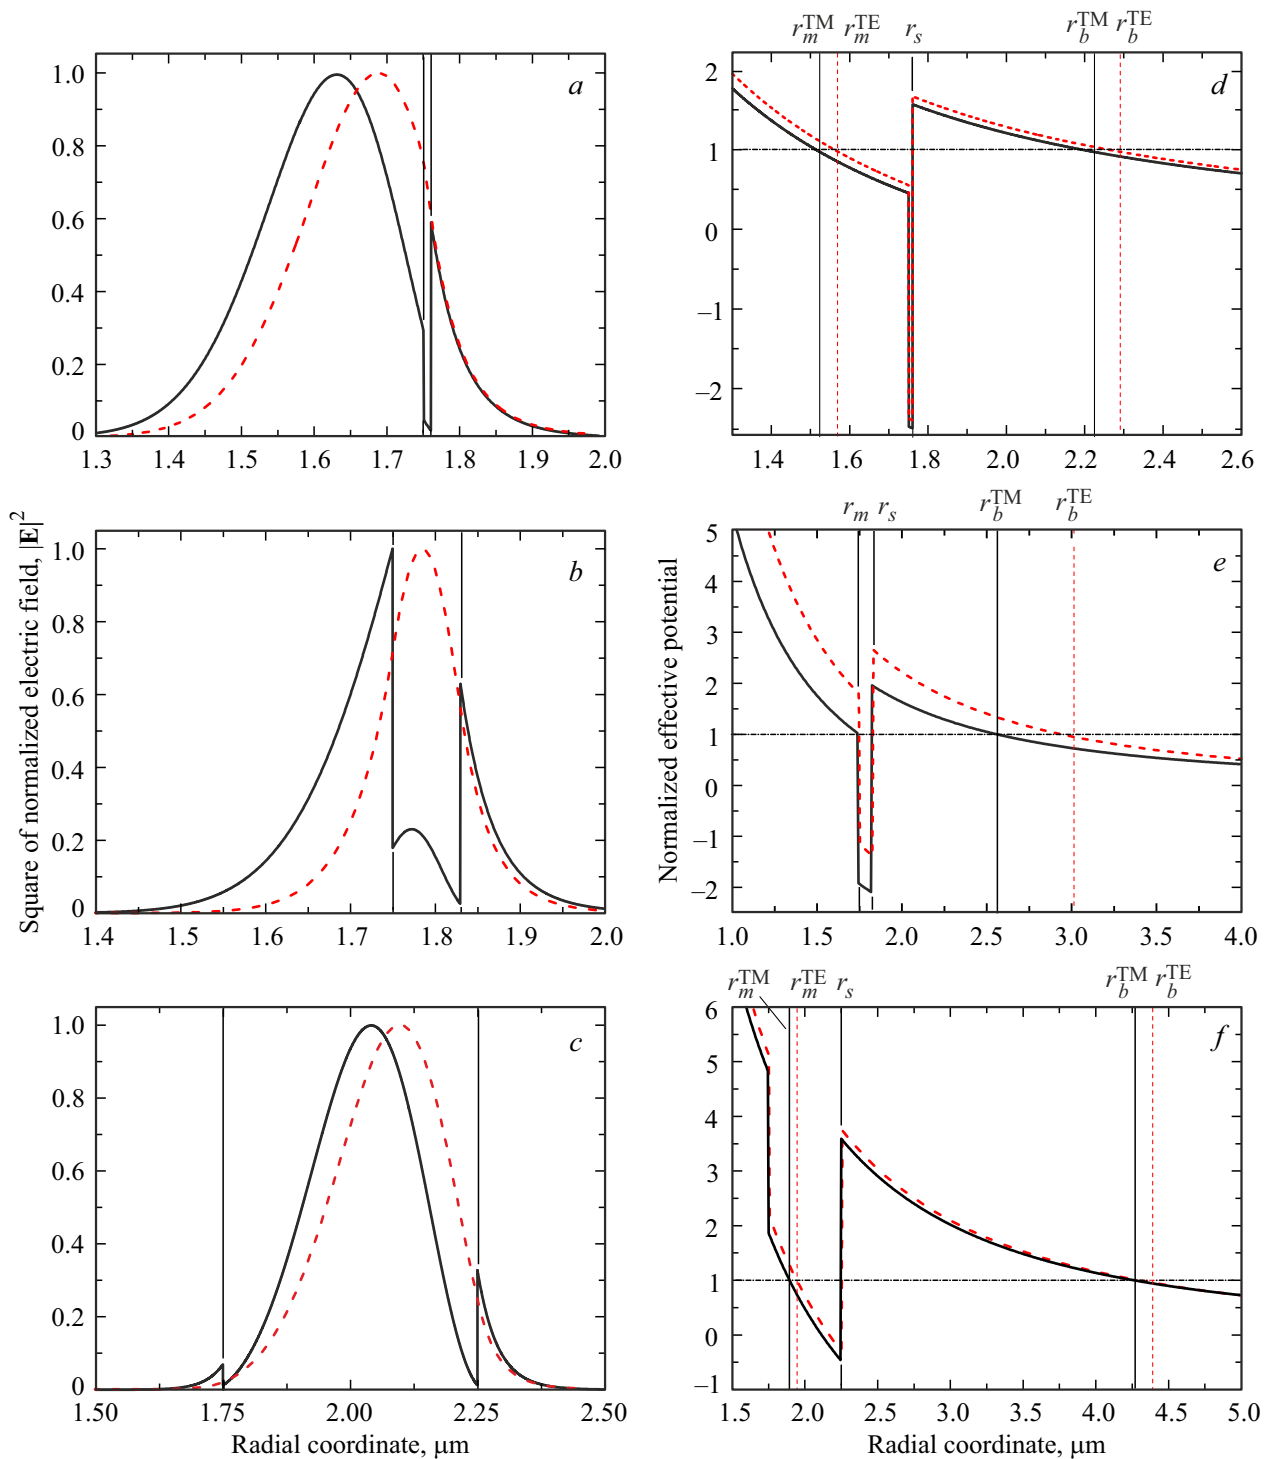 a
1.0
0.8
0.6
0.4
0.2
0
1.3 1.4 1.5 1.6 1.7 1.8 1.9 2.0
r_m^TM r_m^TE r_s r_b^TM r_b^TE
d
2
1
0
−1
−2
1.4 1.6 1.8 2.0 2.2 2.4 2.6
Square of normalized electric field, |E|^2
b
1.0
0.8
0.6
0.4
0.2
0
1.4 1.5 1.6 1.7 1.8 1.9 2.0
Normalized effective potential
r_m r_s r_b^TM r_b^TE
e
5
4
3
2
1
0
−1
−2
1.0 1.5 2.0 2.5 3.0 3.5 4.0
c
1.0
0.8
0.6
0.4
0.2
0
1.50 1.75 2.00 2.25 2.50
Radial coordinate, μm
r_m^TM r_m^TE r_s r_b^TM r_b^TE
f
6
5
4
3
2
1
0
−1
1.5 2.0 2.5 3.0 3.5 4.0 4.5 5.0
Radial coordinate, μm